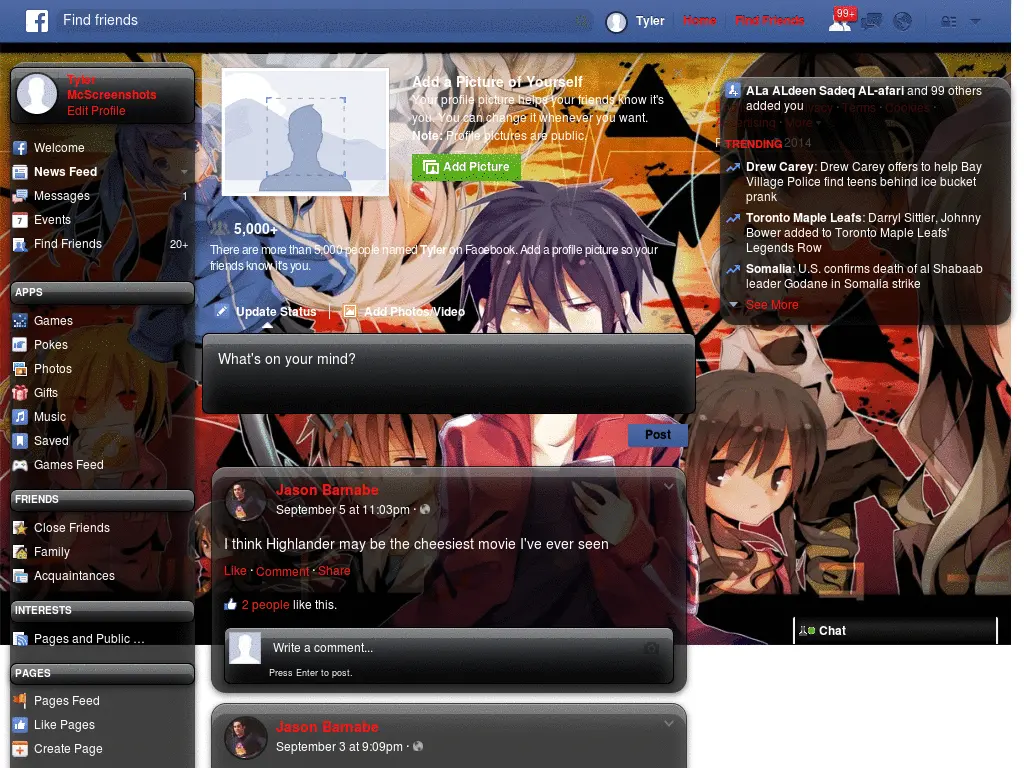 Find friends
Tyler
Home
Find Friends
99+
Tyler
McScreenshots
Edit Profile
Welcome
News Feed
Messages 1
Events
Find Friends 20+
APPS
Games
Pokes
Photos
Gifts
Music
Saved
Games Feed
FRIENDS
Close Friends
Family
Acquaintances
INTERESTS
Pages and Public ...
PAGES
Pages Feed
Like Pages
Create Page
Add a Picture of Yourself
Your profile picture helps your friends know it's
you. You can change it whenever you want.
Note: Profile pictures are public.
Add Picture
5,000+
There are more than 5,000 people named Tyler on Facebook. Add a profile picture so your
friends know it's you.
Update Status
Add Photos/Video
What's on your mind?
Post
Jason Barnabe
September 5 at 11:03pm ·
I think Highlander may be the cheesiest movie I've ever seen
Like · Comment · Share
2 people like this.
Write a comment...
Press Enter to post.
Jason Barnabe
September 3 at 9:09pm ·
ALa ALdeen Sadeq AL-afari and 99 others
added you
Terms · Cookies ·
More
TRENDING
2014
Drew Carey: Drew Carey offers to help Bay
Village Police find teens behind ice bucket
prank
Toronto Maple Leafs: Darryl Sittler, Johnny
Bower added to Toronto Maple Leafs'
Legends Row
Somalia: U.S. confirms death of al Shabaab
leader Godane in Somalia strike
See More
Chat